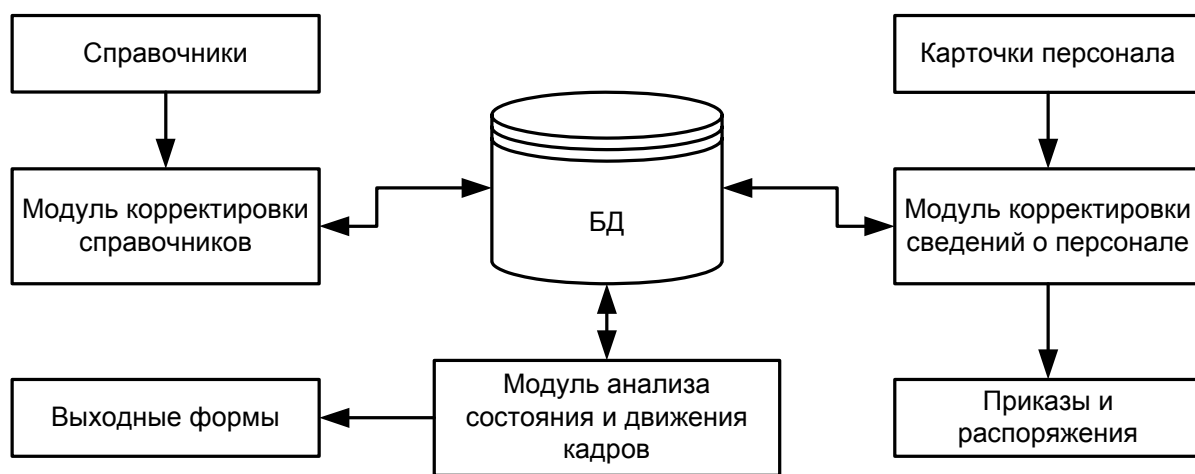 Справочники
Карточки персонала
Модуль корректировки
справочников
БД
Модуль корректировки
сведений о персонале
Выходные формы
Модуль анализа
состояния и движения
кадров
Приказы и
распоряжения